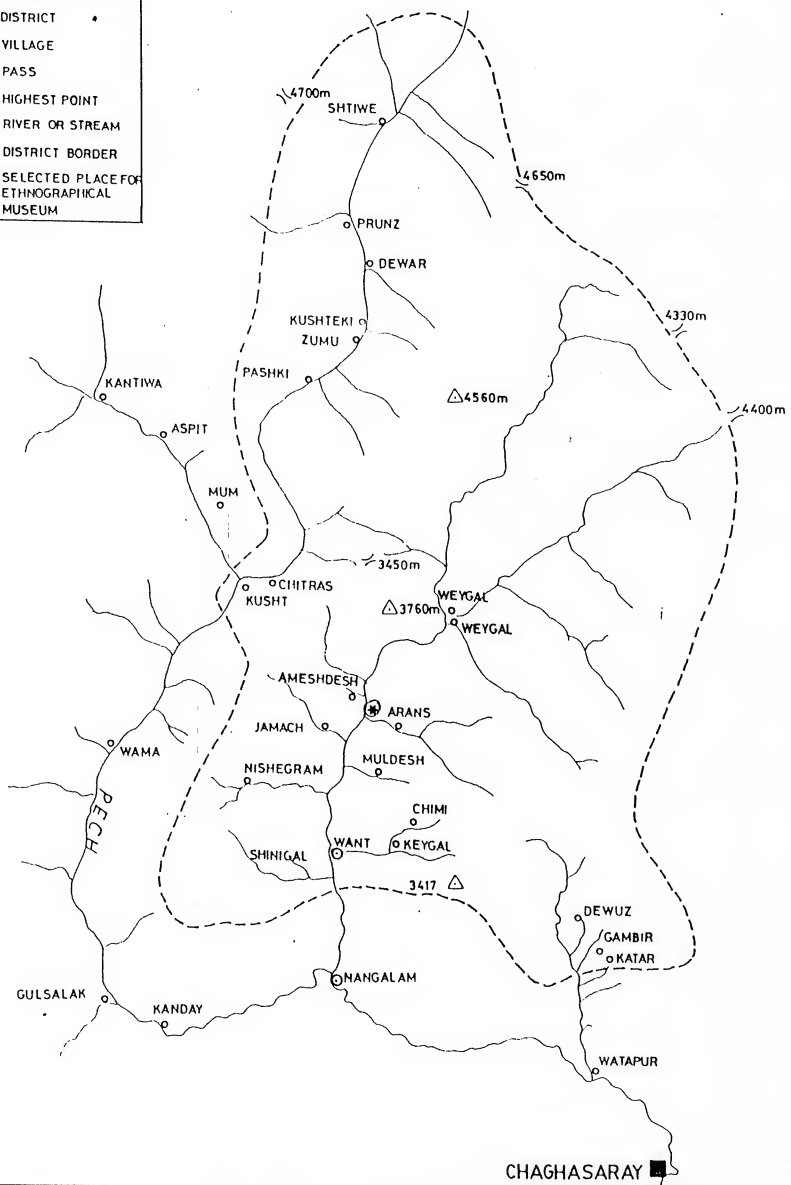 DISTRICT
VILLAGE
PASS
HIGHEST POINT
RIVER OR STREAM
DISTRICT BORDER
SELECTED PLACE FOR
ETHNOGRAPHICAL
MUSEUM
4700m
SHTIWE
4650m
PRUNZ
DEWAR
4330m
KUSHTEKI
ZUMU
PASHKI
KANTIWA
4560m
4400m
ASPIT
MUM
3450m
CHITRAS
KUSHT
WEYGAL
3760m
WEYGAL
AMESHDESH
ARANS
JAMACH
WAMA
MULDESH
NISHEGRAM
PECH
CHIMI
WANT
KEYGAL
SHINIGAL
3417
DEWUZ
GAMBIR
KATAR
NANGALAM
GULSALAK
KANDAY
WATAPUR
CHAGHASARAY